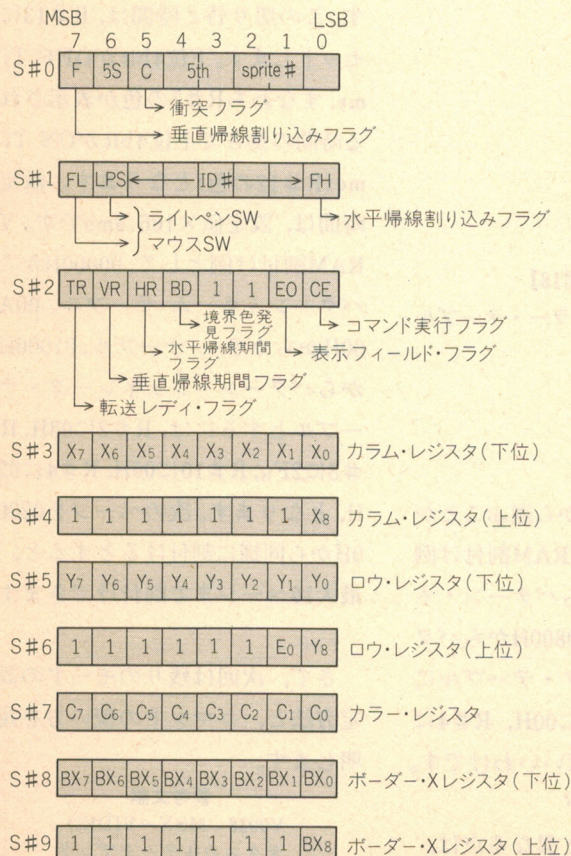 MSB LSB
7 6 5 4 3 2 1 0
S#0 F 5S C 5th sprite#
衝突フラグ
垂直帰線割り込みフラグ
S#1 FL LPS ID# FH
ライトペンSW
マウスSW
水平帰線割り込みフラグ
S#2 TR VR HR BD 1 1 EO CE
コマンド実行フラグ
境界色発
見フラグ
表示フィールド・フラグ
水平帰線期間
フラグ
垂直帰線期間フラグ
転送レディ・フラグ
S#3 X7 X6 X5 X4 X3 X2 X1 X0 カラム・レジスタ(下位)
S#4 1 1 1 1 1 1 1 X8 カラム・レジスタ(上位)
S#5 Y7 Y6 Y5 Y4 Y3 Y2 Y1 Y0 ロウ・レジスタ(下位)
S#6 1 1 1 1 1 1 E0 Y8 ロウ・レジスタ(上位)
S#7 C7 C6 C5 C4 C3 C2 C1 C0 カラー・レジスタ
S#8 BX7 BX6 BX5 BX4 BX3 BX2 BX1 BX0 ボーダー・Xレジスタ(下位)
S#9 1 1 1 1 1 1 1 BX8 ボーダー・Xレジスタ(上位)